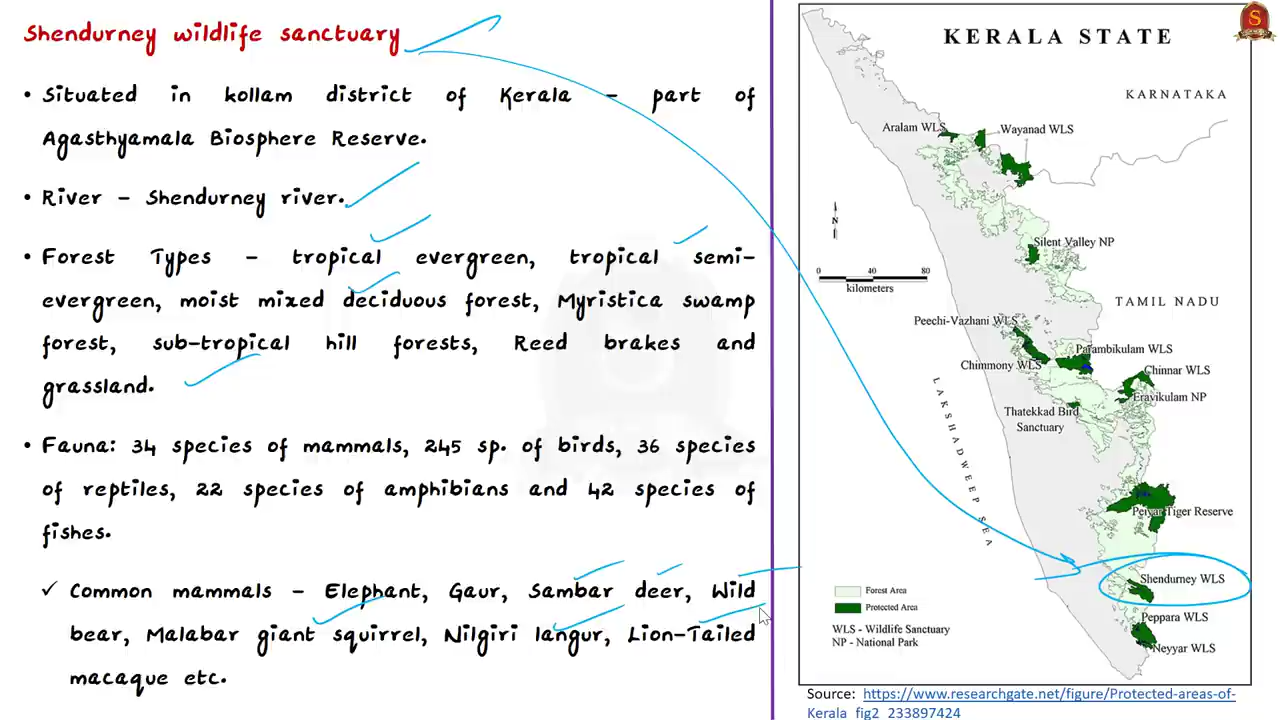 Shendurney wildlife sanctuary
• Situated in kollam district of Kerala – part of
Agasthyamala Biosphere Reserve.
• River – Shendurney river.
• Forest Types – tropical evergreen, tropical semi-
evergreen, moist mixed deciduous forest, Myristica swamp
forest, sub-tropical hill forests, Reed brakes and
grassland.
• Fauna: 34 species of mammals, 245 sp. of birds, 36 species
of reptiles, 22 species of amphibians and 42 species of
fishes.
✓ Common mammals – Elephant, Gaur, Sambar deer, Wild
bear, Malabar giant squirrel, Nilgiri langur, Lion-Tailed
macaque etc.
KERALA STATE
KARNATAKA
Aralam WLS
Wayanad WLS
N
Silent Valley NP
0 40 80
kilometers
TAMIL NADU
Peechi-Vazhani WLS
Parambikulam WLS
Chimmony WLS
Chinnar WLS
Eravikulam NP
Thatekkad Bird
Sanctuary
LAKSHADWEEP SEA
Peiyar Tiger Reserve
Shendurney WLS
Forest Area
Protected Area
Peppara WLS
WLS - Wildlife Sanctuary
NP - National Park
Neyyar WLS
Source: https://www.researchgate.net/figure/Protected-areas-of-
Kerala_fig2_233897424
S